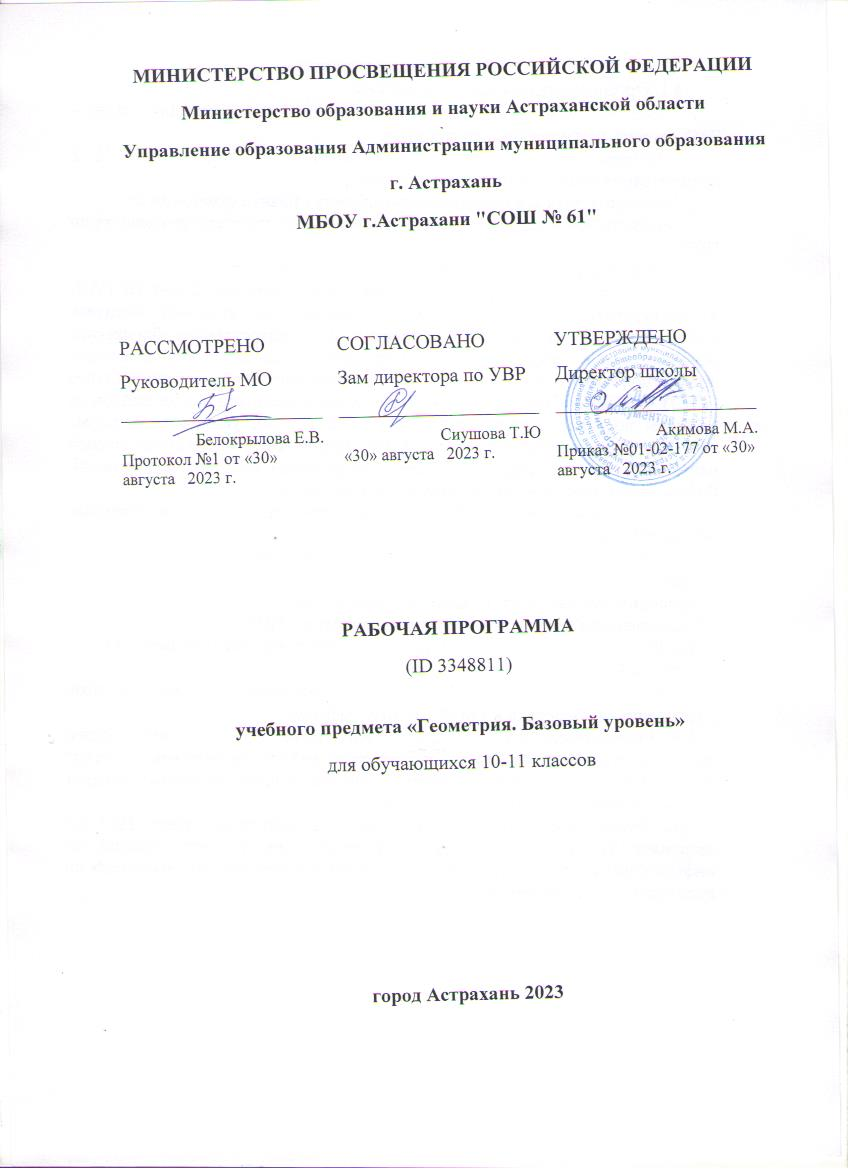 МИНИСТЕРСТВО ПРОСВЕЩЕНИЯ РОССИЙСКОЙ ФЕДЕРАЦИИ
Министерство образования и науки Астраханской области
Управление образования Администрации муниципального образования
г. Астрахань
МБОУ г.Астрахани "СОШ № 61"
РАССМОТРЕНО
Руководитель МО
Белокрылова Е.В.
Протокол №1 от «30»
августа 2023 г.
СОГЛАСОВАНО
Зам директора по УВР
Сиушова Т.Ю
«30» августа 2023 г.
УТВЕРЖДЕНО
Директор школы
Акимова М.А.
Приказ №01-02-177 от «30»
августа 2023 г.
РАБОЧАЯ ПРОГРАММА
(ID 3348811)
учебного предмета «Геометрия. Базовый уровень»
для обучающихся 10-11 классов
город Астрахань 2023